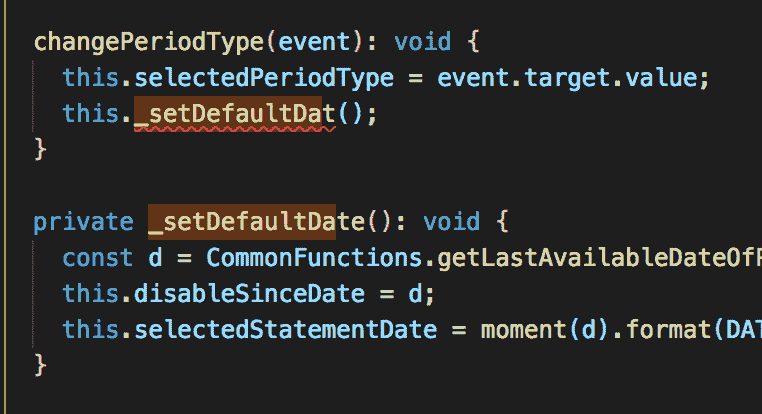 changePeriodType(event): void {
this.selectedPeriodType = event.target.value;
this._setDefaultDat();
}
private _setDefaultDate(): void {
const d = CommonFunctions.getLastAvailableDateOf
this.disableSinceDate = d;
this.selectedStatementDate = moment(d).format(DAT
}